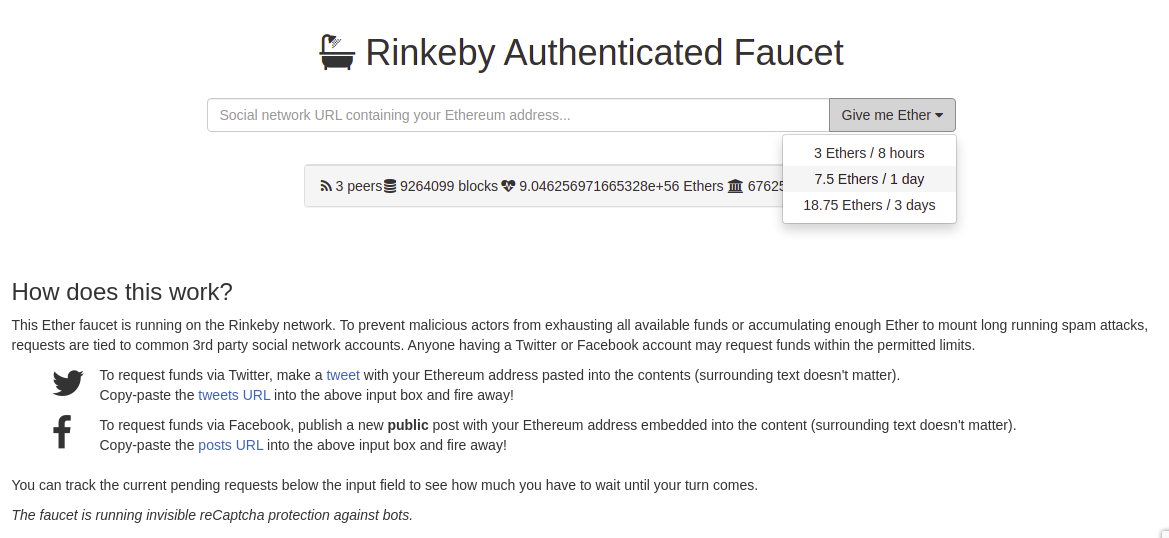 Rinkeby Authenticated Faucet
Social network URL containing your Ethereum address...
Give me Ether
3 Ethers / 8 hours
7.5 Ethers / 1 day
18.75 Ethers / 3 days
3 peers 9264099 blocks 9.046256971665328e+56 Ethers
How does this work?
This Ether faucet is running on the Rinkeby network. To prevent malicious actors from exhausting all available funds or accumulating enough Ether to mount long running spam attacks,
requests are tied to common 3rd party social network accounts. Anyone having a Twitter or Facebook account may request funds within the permitted limits.
To request funds via Twitter, make a tweet with your Ethereum address pasted into the contents (surrounding text doesn't matter).
Copy-paste the tweets URL into the above input box and fire away!
To request funds via Facebook, publish a new public post with your Ethereum address embedded into the content (surrounding text doesn't matter).
Copy-paste the posts URL into the above input box and fire away!
You can track the current pending requests below the input field to see how much you have to wait until your turn comes.
The faucet is running invisible reCaptcha protection against bots.